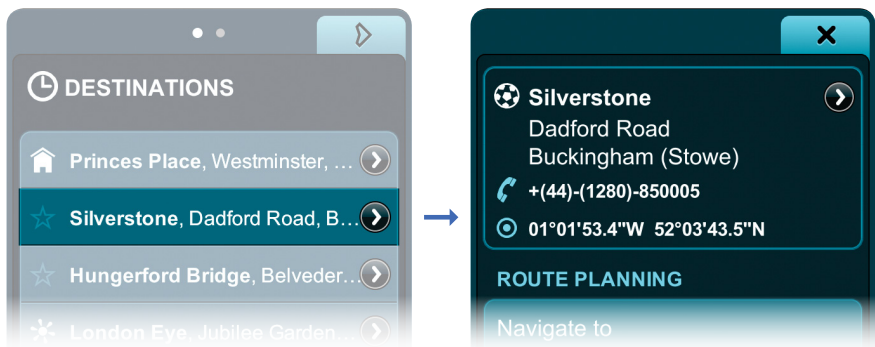 DESTINATIONS
Princes Place, Westminster, ...
Silverstone, Dadford Road, B...
Hungerford Bridge, Belveder...
London Eye, Jubilee Garden...
Silverstone
Dadford Road
Buckingham (Stowe)
+(44)-(1280)-850005
01°01'53.4"W 52°03'43.5"N
ROUTE PLANNING
Navigate to